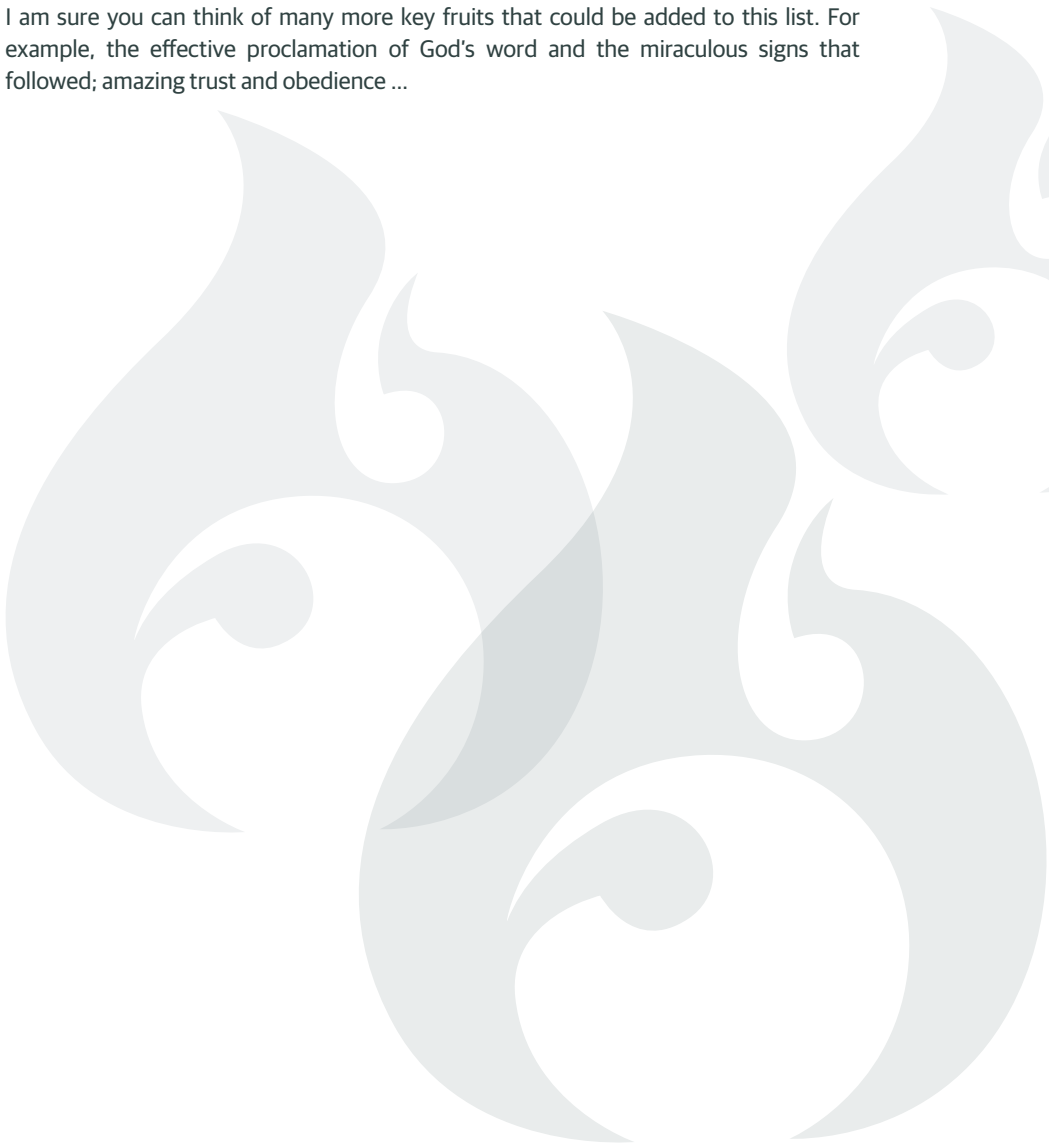 I am sure you can think of many more key fruits that could be added to this list. For
example, the effective proclamation of God’s word and the miraculous signs that
followed; amazing trust and obedience ...